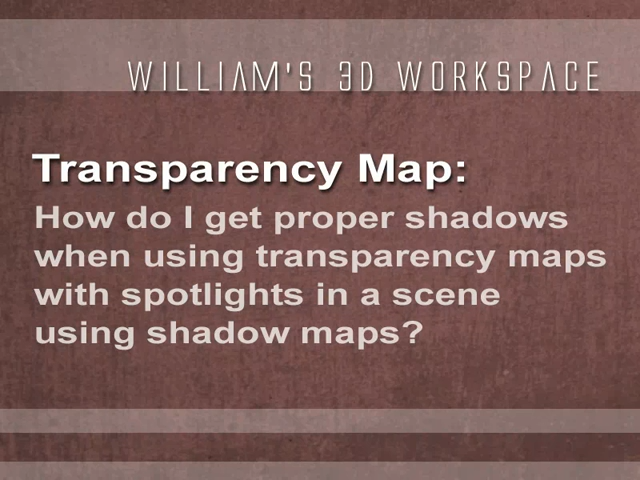 WILLIAM'S 3D WORKSPACE
Transparency Map:
How do I get proper shadows
when using transparency maps
with spotlights in a scene
using shadow maps?